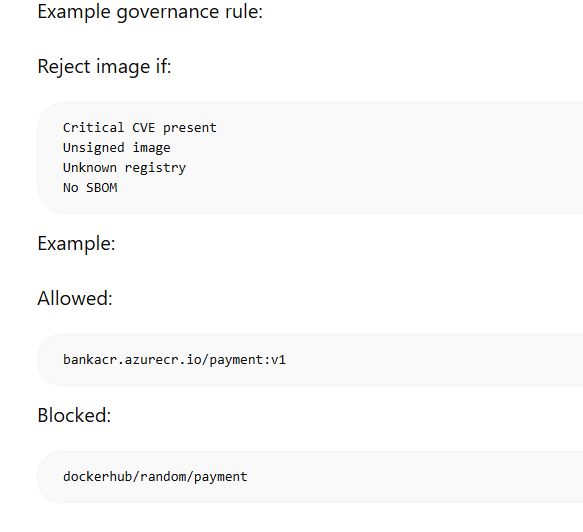 Example governance rule:
Reject image if:
Critical CVE present
Unsigned image
Unknown registry
No SBOM
Example:
Allowed:
bankacr.azurecr.io/payment:v1
Blocked:
dockerhub/random/payment